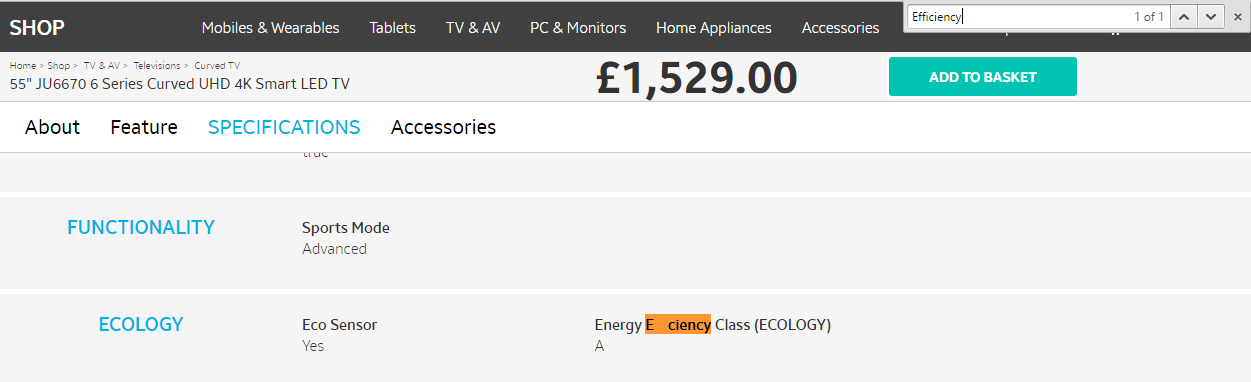 SHOP Mobiles & Wearables Tablets TV & AV PC & Monitors Home Appliances Accessories Efficiency 1 of 1
Home > Shop > TV & AV > Televisions > Curved TV
55" JU6670 6 Series Curved UHD 4K Smart LED TV
£1,529.00
ADD TO BASKET
About Feature SPECIFICATIONS Accessories
true
FUNCTIONALITY Sports Mode
Advanced
ECOLOGY Eco Sensor Energy E ciency Class (ECOLOGY)
Yes A